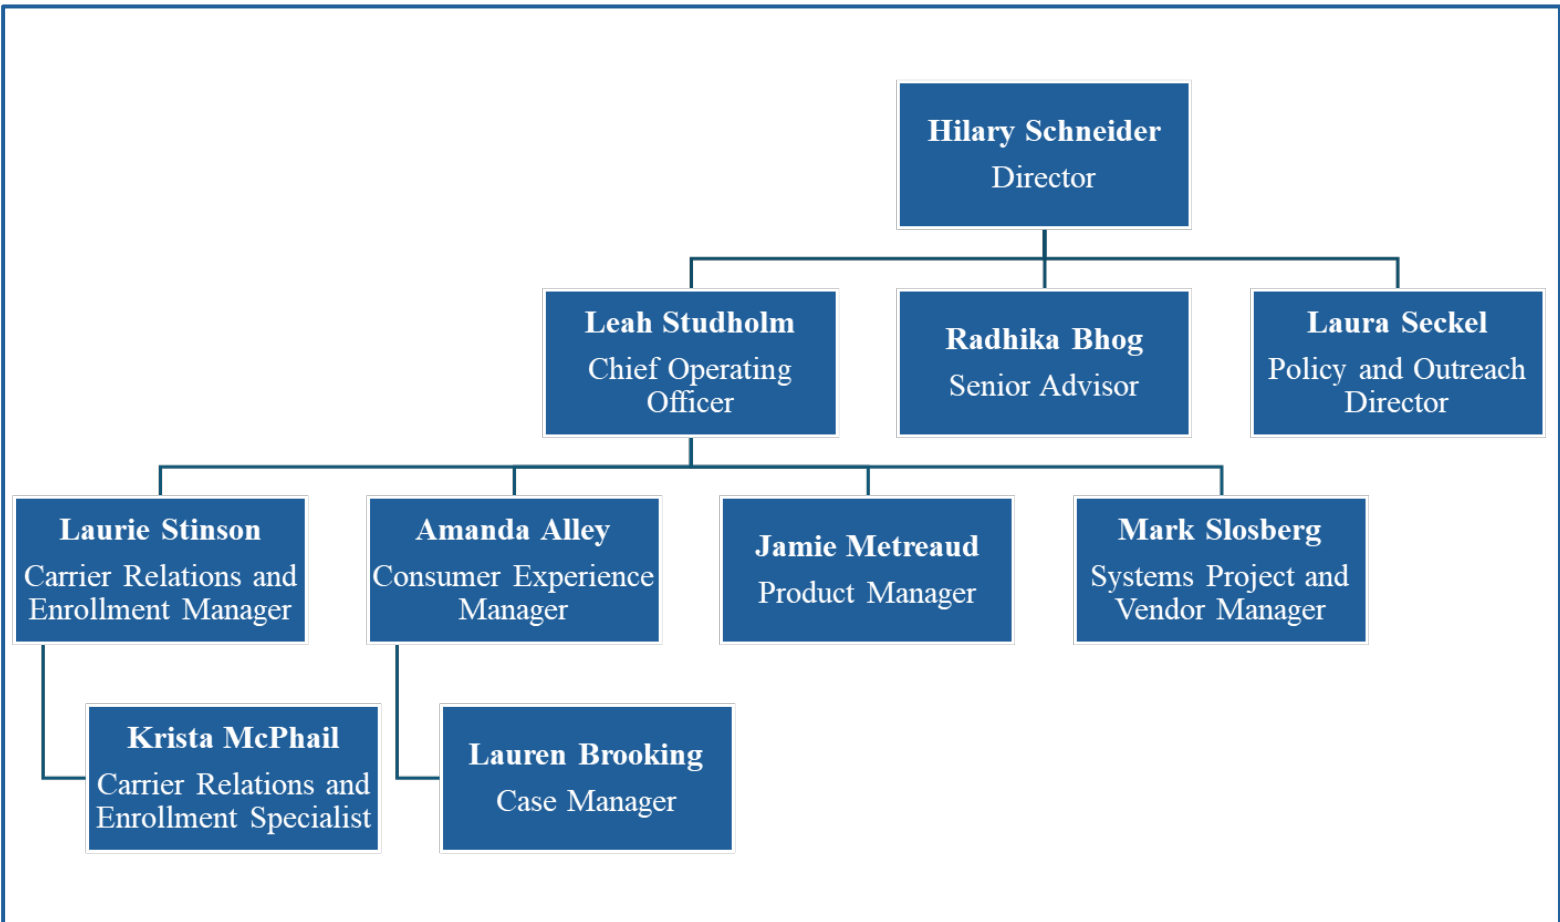 Hilary Schneider
Director
Leah Studholm
Chief Operating
Officer
Radhika Bhog
Senior Advisor
Laura Seckel
Policy and Outreach
Director
Laurie Stinson
Carrier Relations and
Enrollment Manager
Amanda Alley
Consumer Experience
Manager
Jamie Metreaud
Product Manager
Mark Slosberg
Systems Project and
Vendor Manager
Krista McPhail
Carrier Relations and
Enrollment Specialist
Lauren Brooking
Case Manager